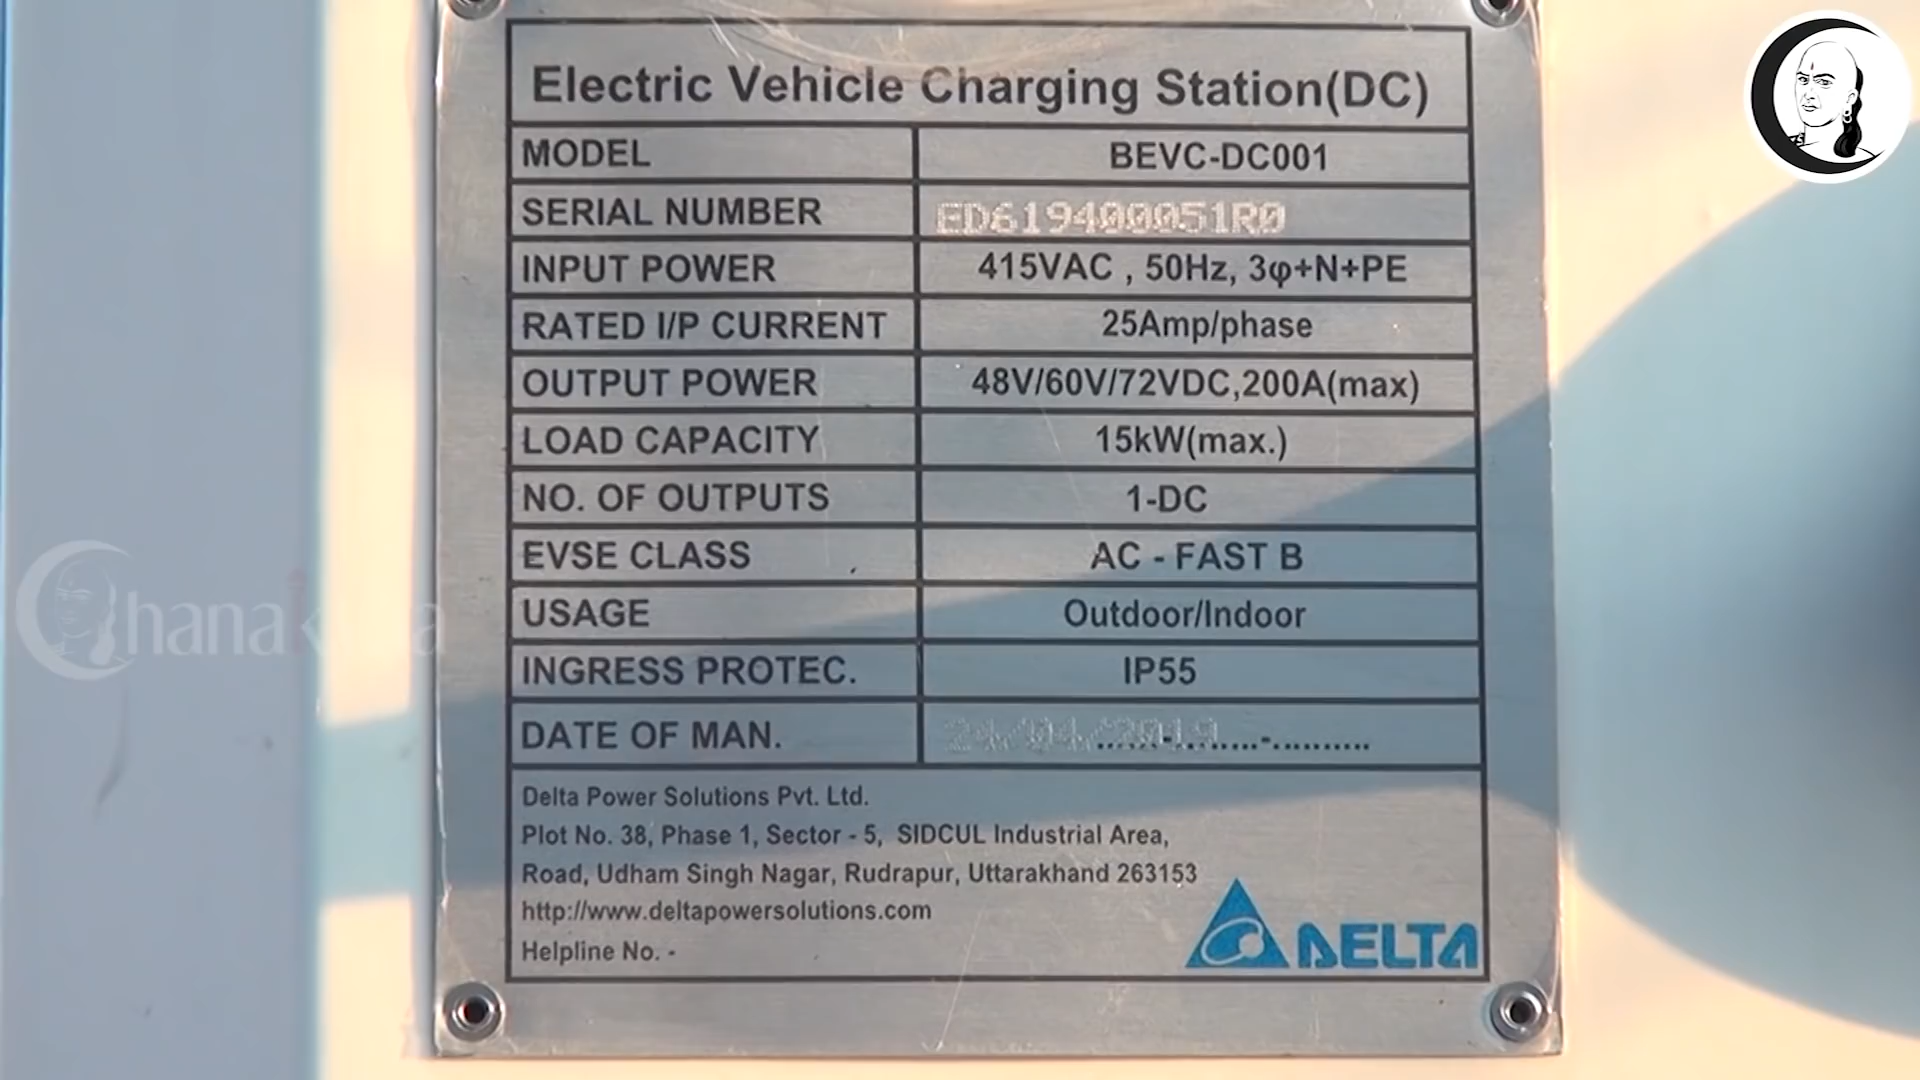 Electric Vehicle Charging Station(DC)
MODEL BEVC-DC001
SERIAL NUMBER ED619400051R0
INPUT POWER 415VAC , 50Hz, 3φ+N+PE
RATED I/P CURRENT 25Amp/phase
OUTPUT POWER 48V/60V/72VDC,200A(max)
LOAD CAPACITY 15kW(max.)
NO. OF OUTPUTS 1-DC
EVSE CLASS AC - FAST B
USAGE Outdoor/Indoor
INGRESS PROTEC. IP55
DATE OF MAN.
Delta Power Solutions Pvt. Ltd.
Plot No. 38, Phase 1, Sector - 5, SIDCUL Industrial Area,
Road, Udham Singh Nagar, Rudrapur, Uttarakhand 263153
http://www.deltapowersolutions.com
Helpline No. -
DELTA